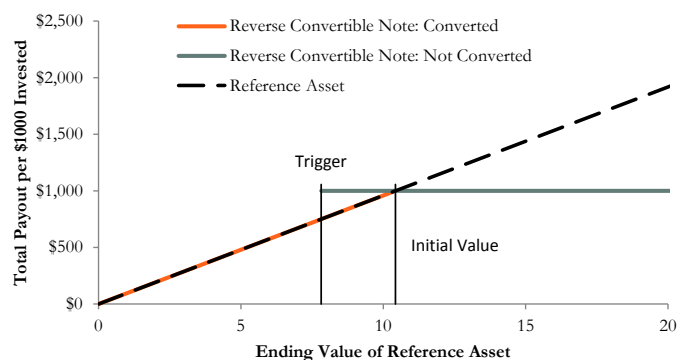 $2,500
$2,000
$1,500
$1,000
$500
$0
Total Payout per $1000 Invested
Reverse Convertible Note: Converted
Reverse Convertible Note: Not Converted
Reference Asset
Trigger
Initial Value
0 5 10 15 20
Ending Value of Reference Asset